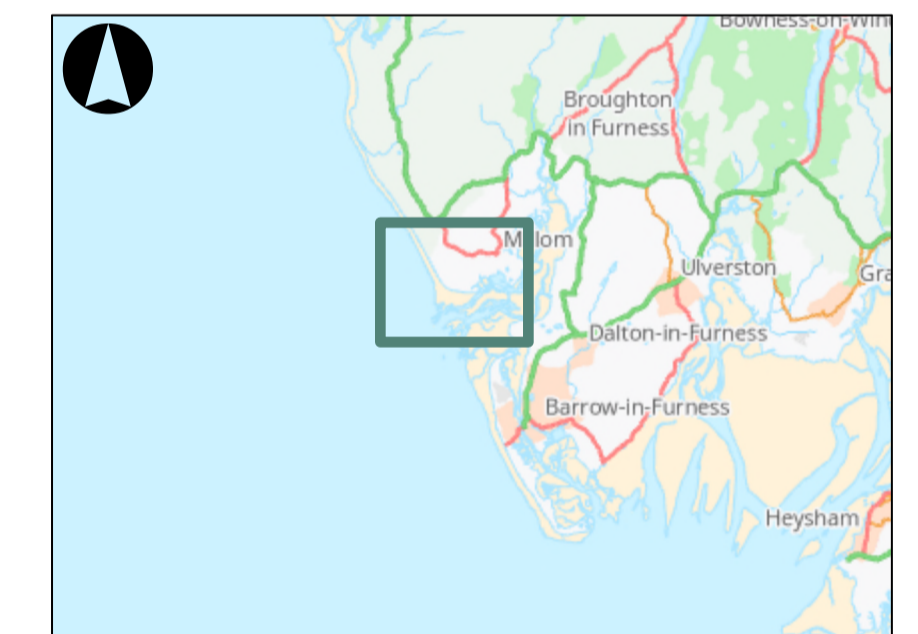 Broughton
in Furness
Ulverston
Dalton-in-Furness
Barrow-in-Furness
Heysham